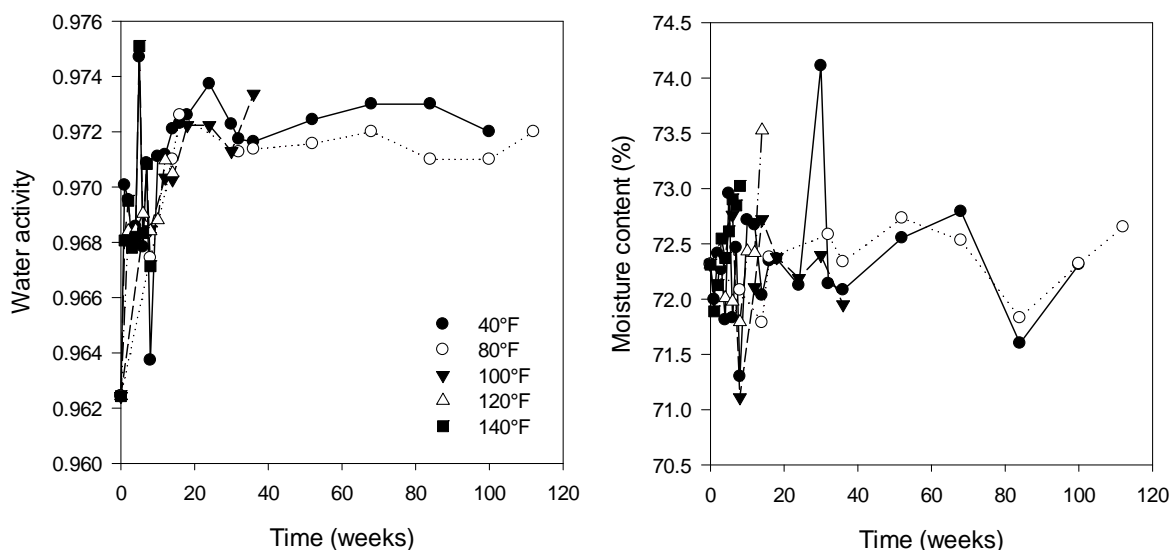 0.976
0.974
0.972
0.970
0.968
0.966
0.964
0.962
0.960
Water activity
0 20 40 60 80 100 120
Time (weeks)
40°F
80°F
100°F
120°F
140°F
74.5
74.0
73.5
73.0
72.5
72.0
71.5
71.0
70.5
Moisture content (%)
0 20 40 60 80 100 120
Time (weeks)